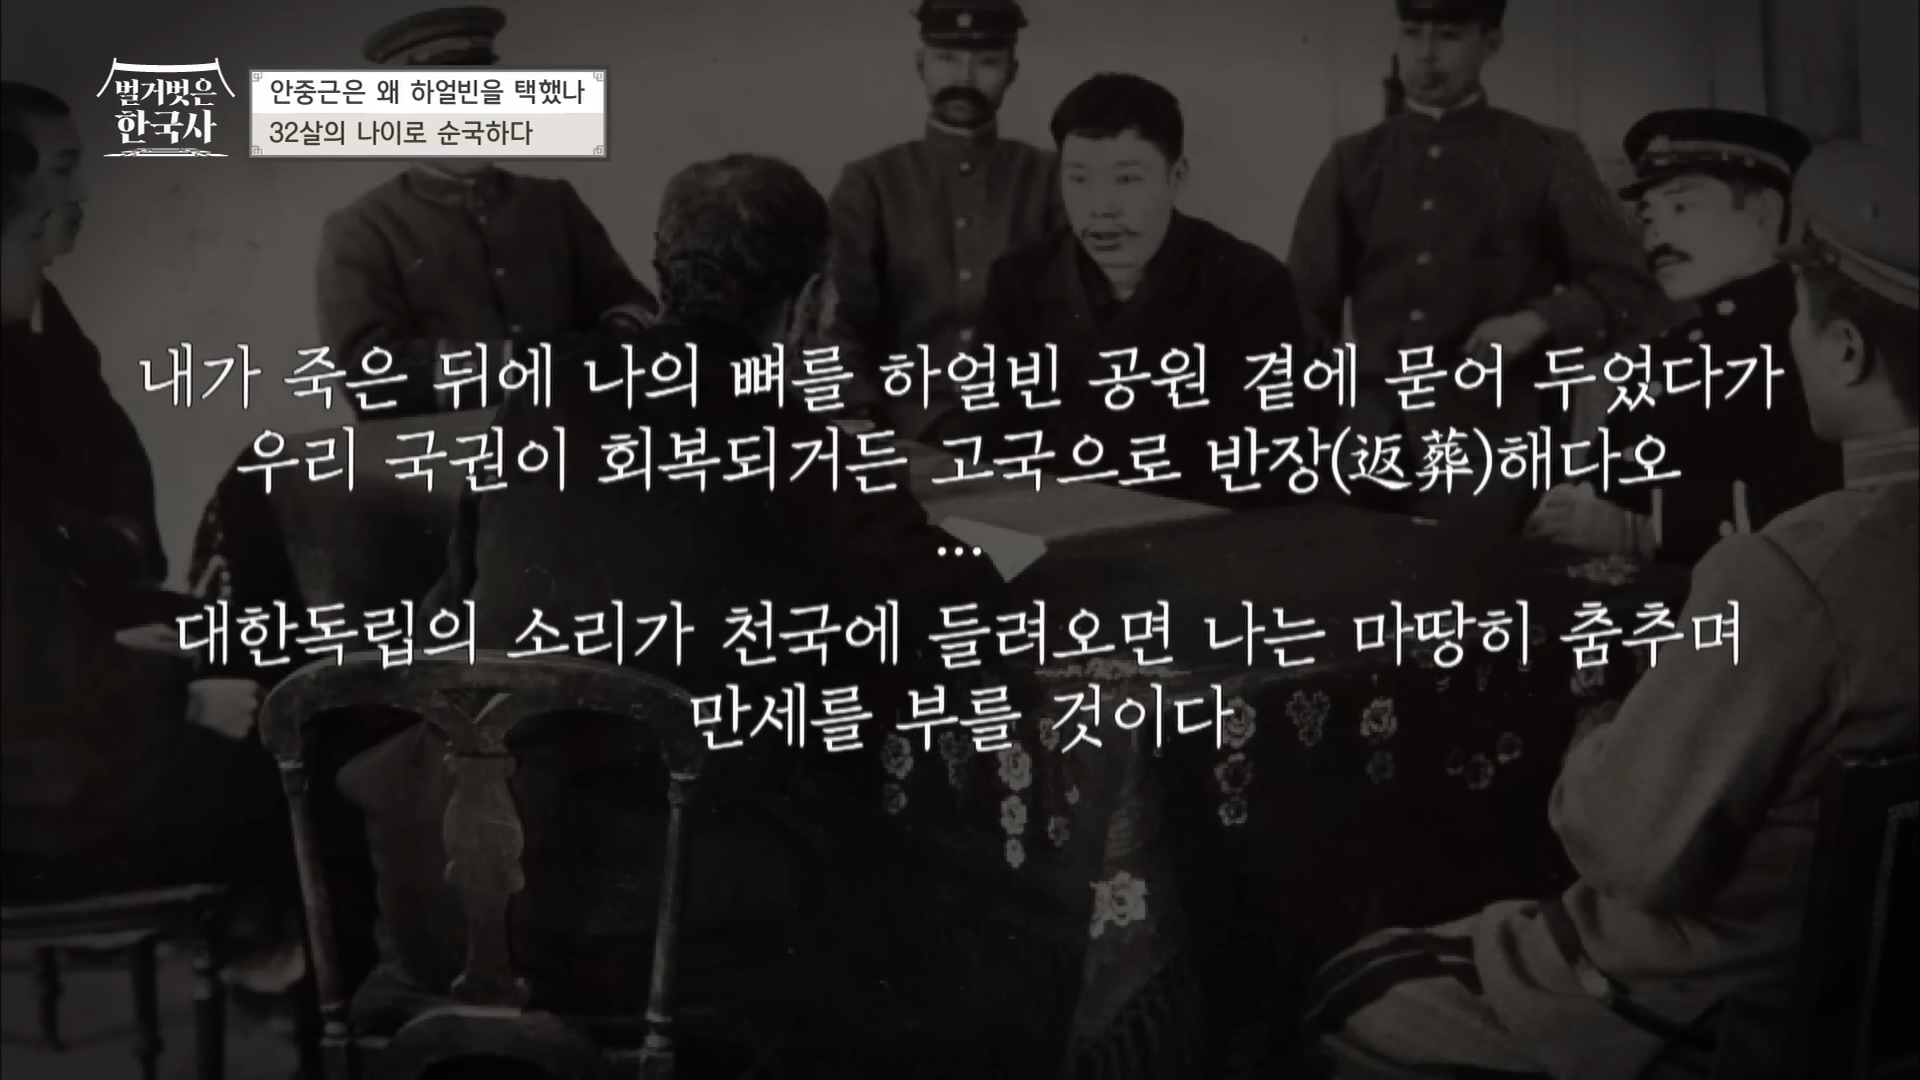 벌거벗은
한국사
안중근은 왜 하얼빈을 택했나
32살의 나이로 순국하다
내가 죽은 뒤에 나의 뼈를 하얼빈 공원 곁에 묻어 두었다가
우리 국권이 회복되거든 고국으로 반장(返葬)해다오
...
대한독립의 소리가 천국에 들려오면 나는 마땅히 춤추며
만세를 부를 것이다